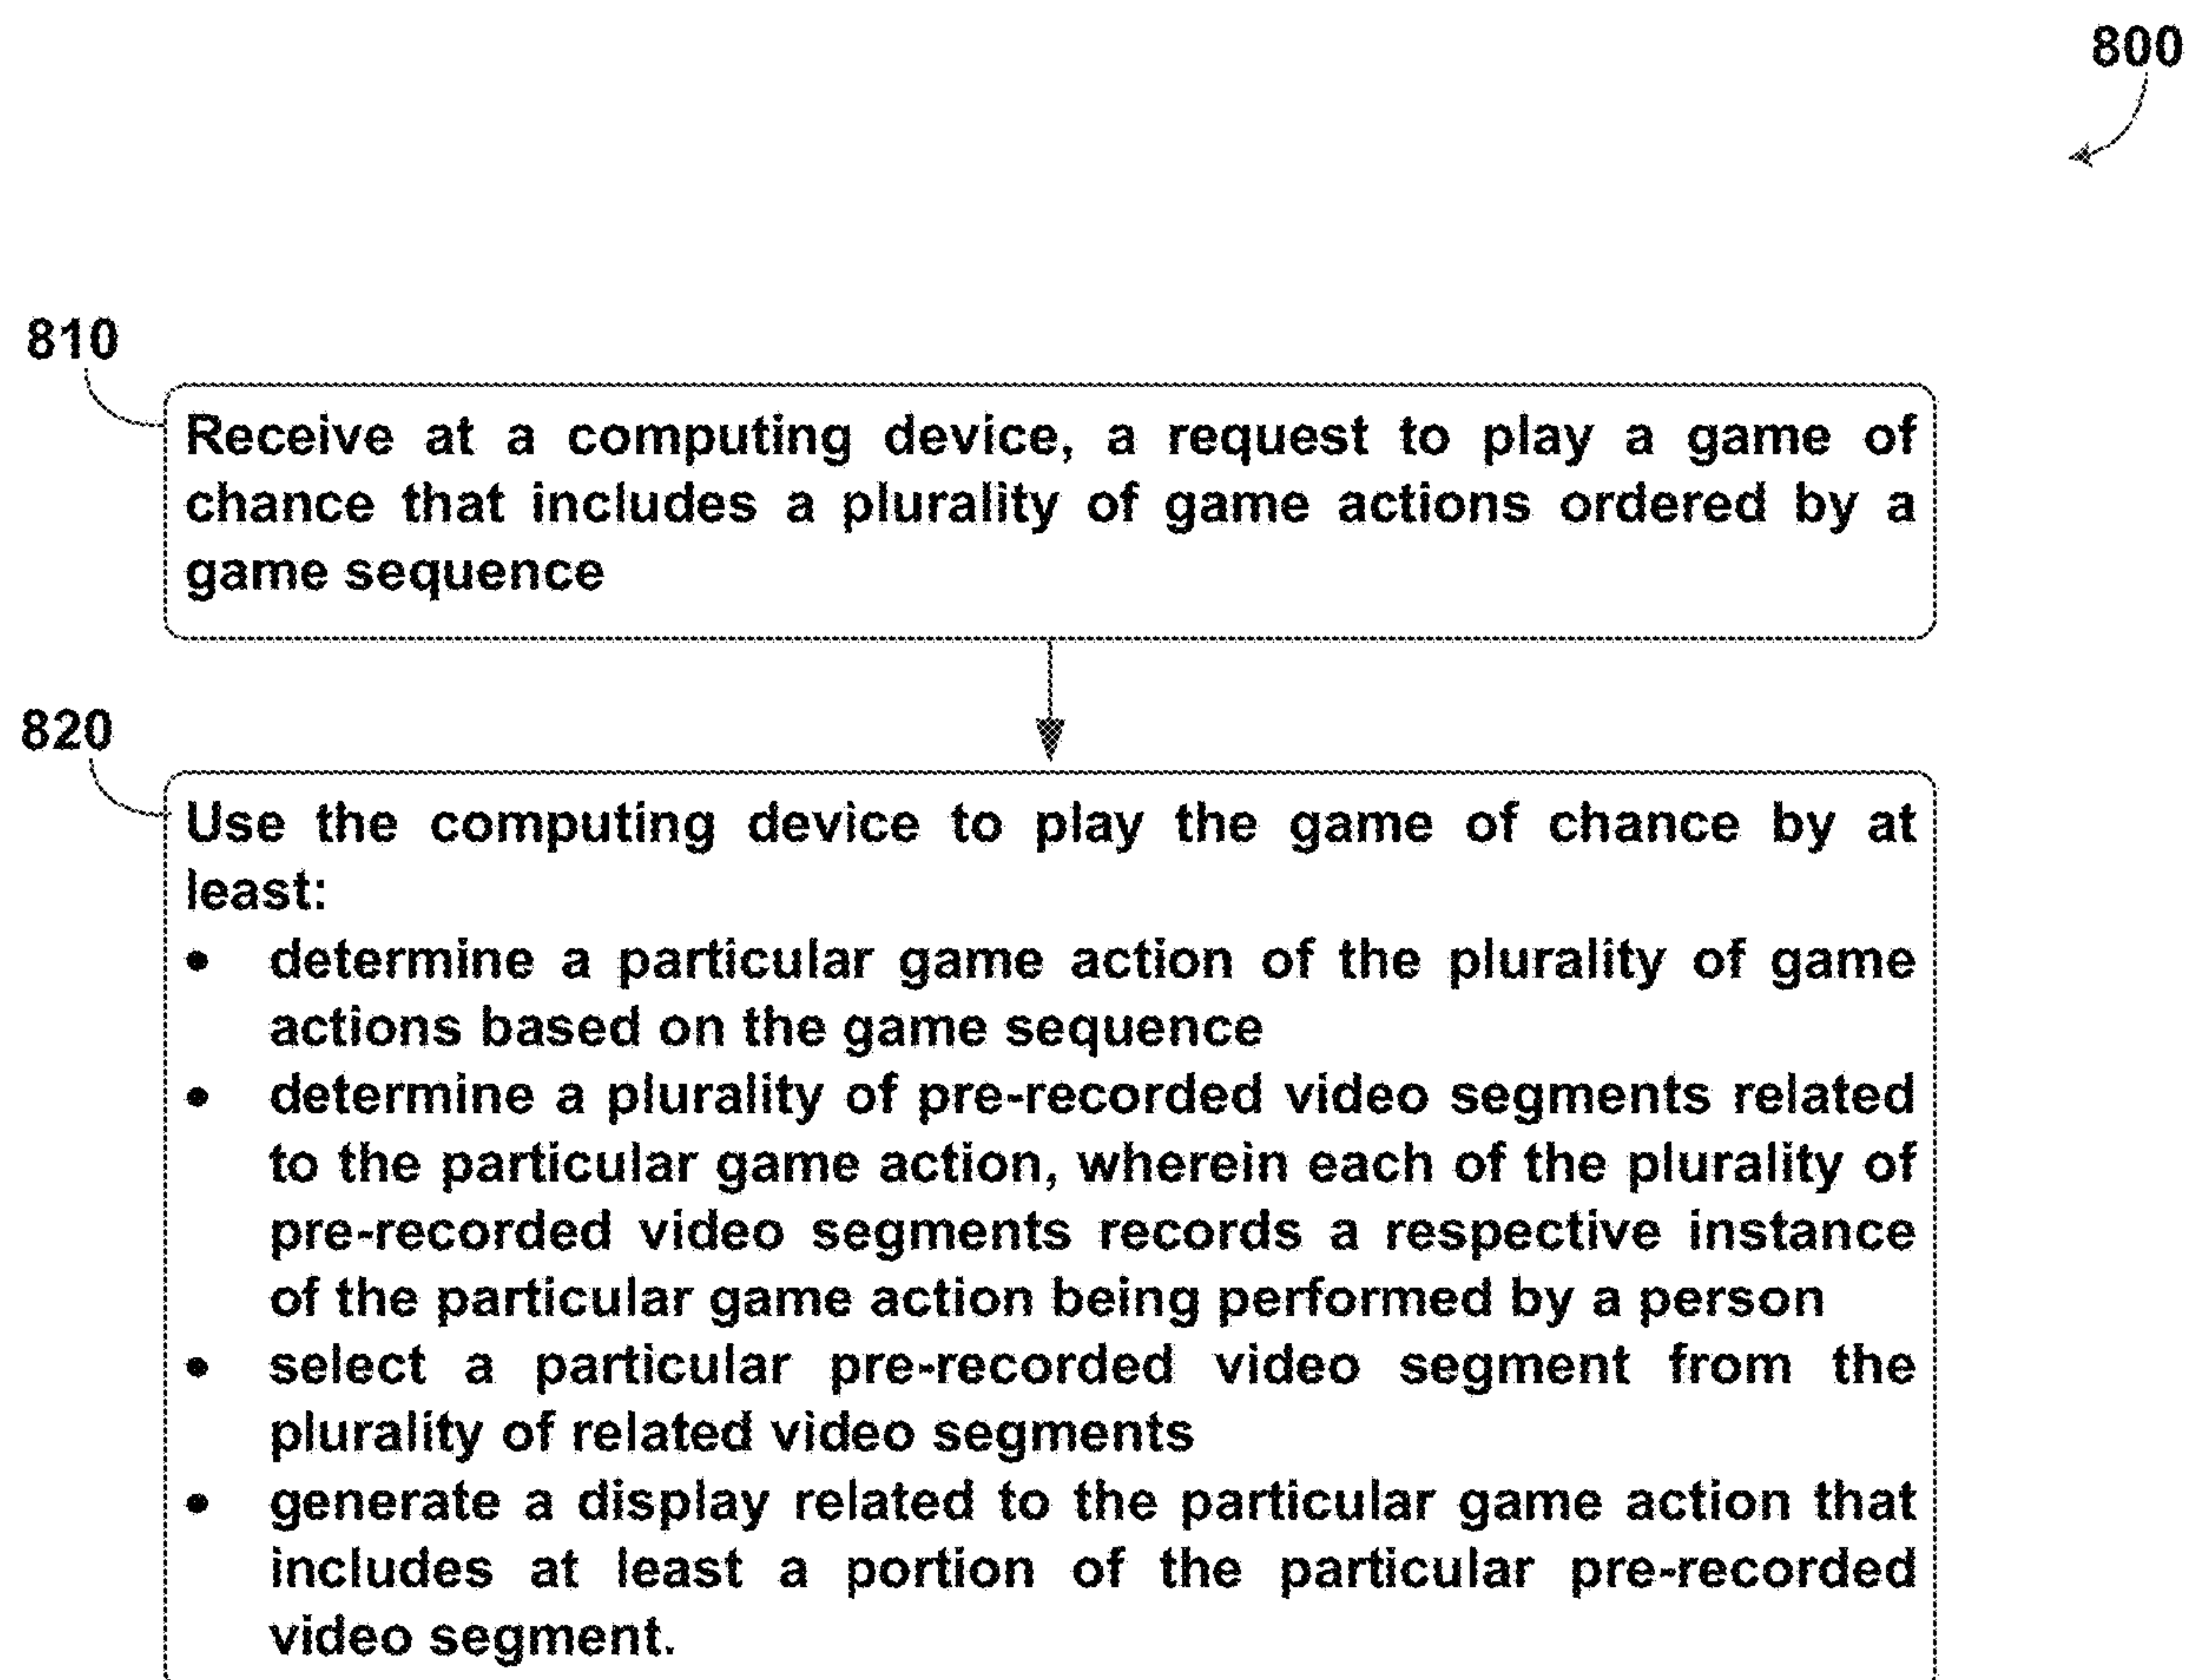 800
810
Receive at a computing device, a request to play a game of
chance that includes a plurality of game actions ordered by a
game sequence
820
Use the computing device to play the game of chance by at
least:
• determine a particular game action of the plurality of game
actions based on the game sequence
• determine a plurality of pre-recorded video segments related
to the particular game action, wherein each of the plurality of
pre-recorded video segments records a respective instance
of the particular game action being performed by a person
• select a particular pre-recorded video segment from the
plurality of related video segments
• generate a display related to the particular game action that
includes at least a portion of the particular pre-recorded
video segment.